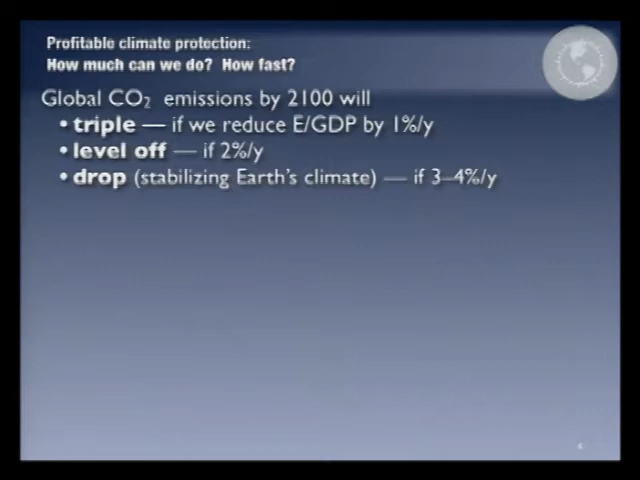 Profitable climate protection:
How much can we do? How fast?
Global CO₂ emissions by 2100 will
• triple — if we reduce E/GDP by 1%/y
• level off — if 2%/y
• drop (stabilizing Earth's climate) — if 3–4%/y